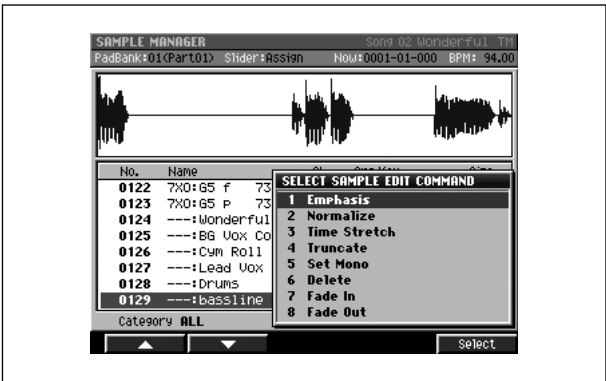 SAMPLE MANAGER Song 02 Wonderful TM
PadBank:01(Part01) Slider:Assign Now:0001-01-000 BPM: 94.00
No. Name
0122 7X0:G5 f 73
0123 7X0:G5 P 73
0124 ---:Wonderful
0125 ---:BG Vox Co
0126 ---:Cym Roll
0127 ---:Lead Vox
0128 ---:Drums
0129 ---:bassline
SELECT SAMPLE EDIT COMMAND
1 Emphasis
2 Normalize
3 Time Stretch
4 Truncate
5 Set Mono
6 Delete
7 Fade In
8 Fade Out
Category ALL
Select